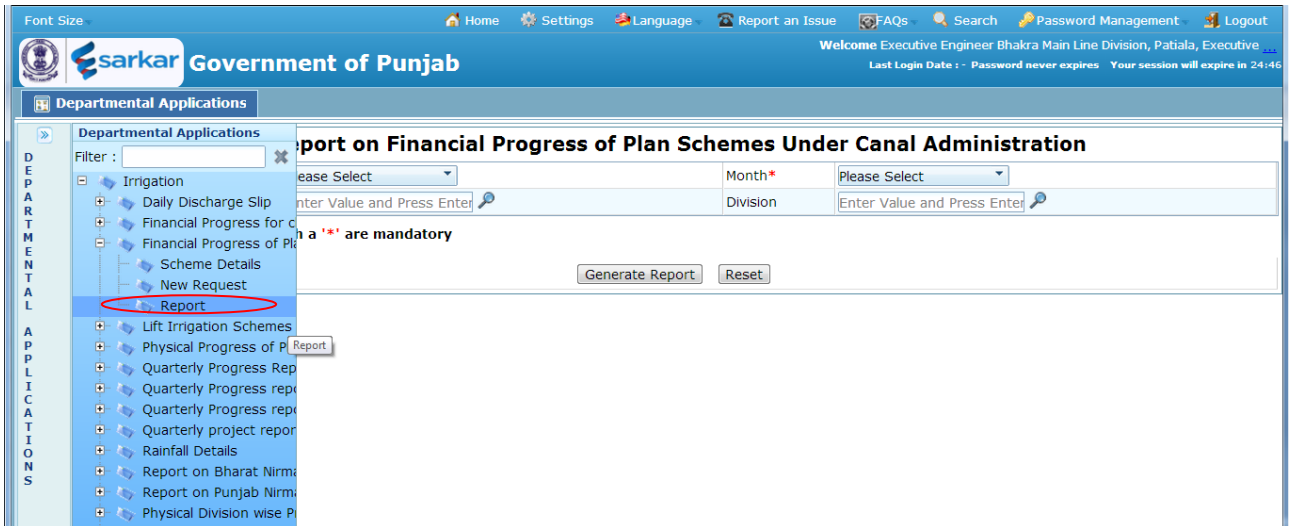 Font Size Home Settings Language Report an Issue FAQs Search Password Management Logout
Welcome Executive Engineer Bhakra Main Line Division, Patiala, Executive ...
sarkar Government of Punjab
Last Login Date : - Password never expires Your session will expire in 24:46
Departmental Applications
DEPARTMENTAL APPLICATIONS
Departmental Applications
Filter :
Irrigation
Daily Discharge Slip
Financial Progress for c
Financial Progress of Pla
Scheme Details
New Request
Report
Lift Irrigation Schemes
Physical Progress of P
Report
Quarterly Progress Rep
Quarterly Progress repo
Quarterly Progress repo
Quarterly project repor
Rainfall Details
Report on Bharat Nirma
Report on Punjab Nirma
Physical Division wise Pr
port on Financial Progress of Plan Schemes Under Canal Administration
ease Select Month* Please Select
nter Value and Press Enter Division Enter Value and Press Enter
h a '*' are mandatory
Generate Report Reset